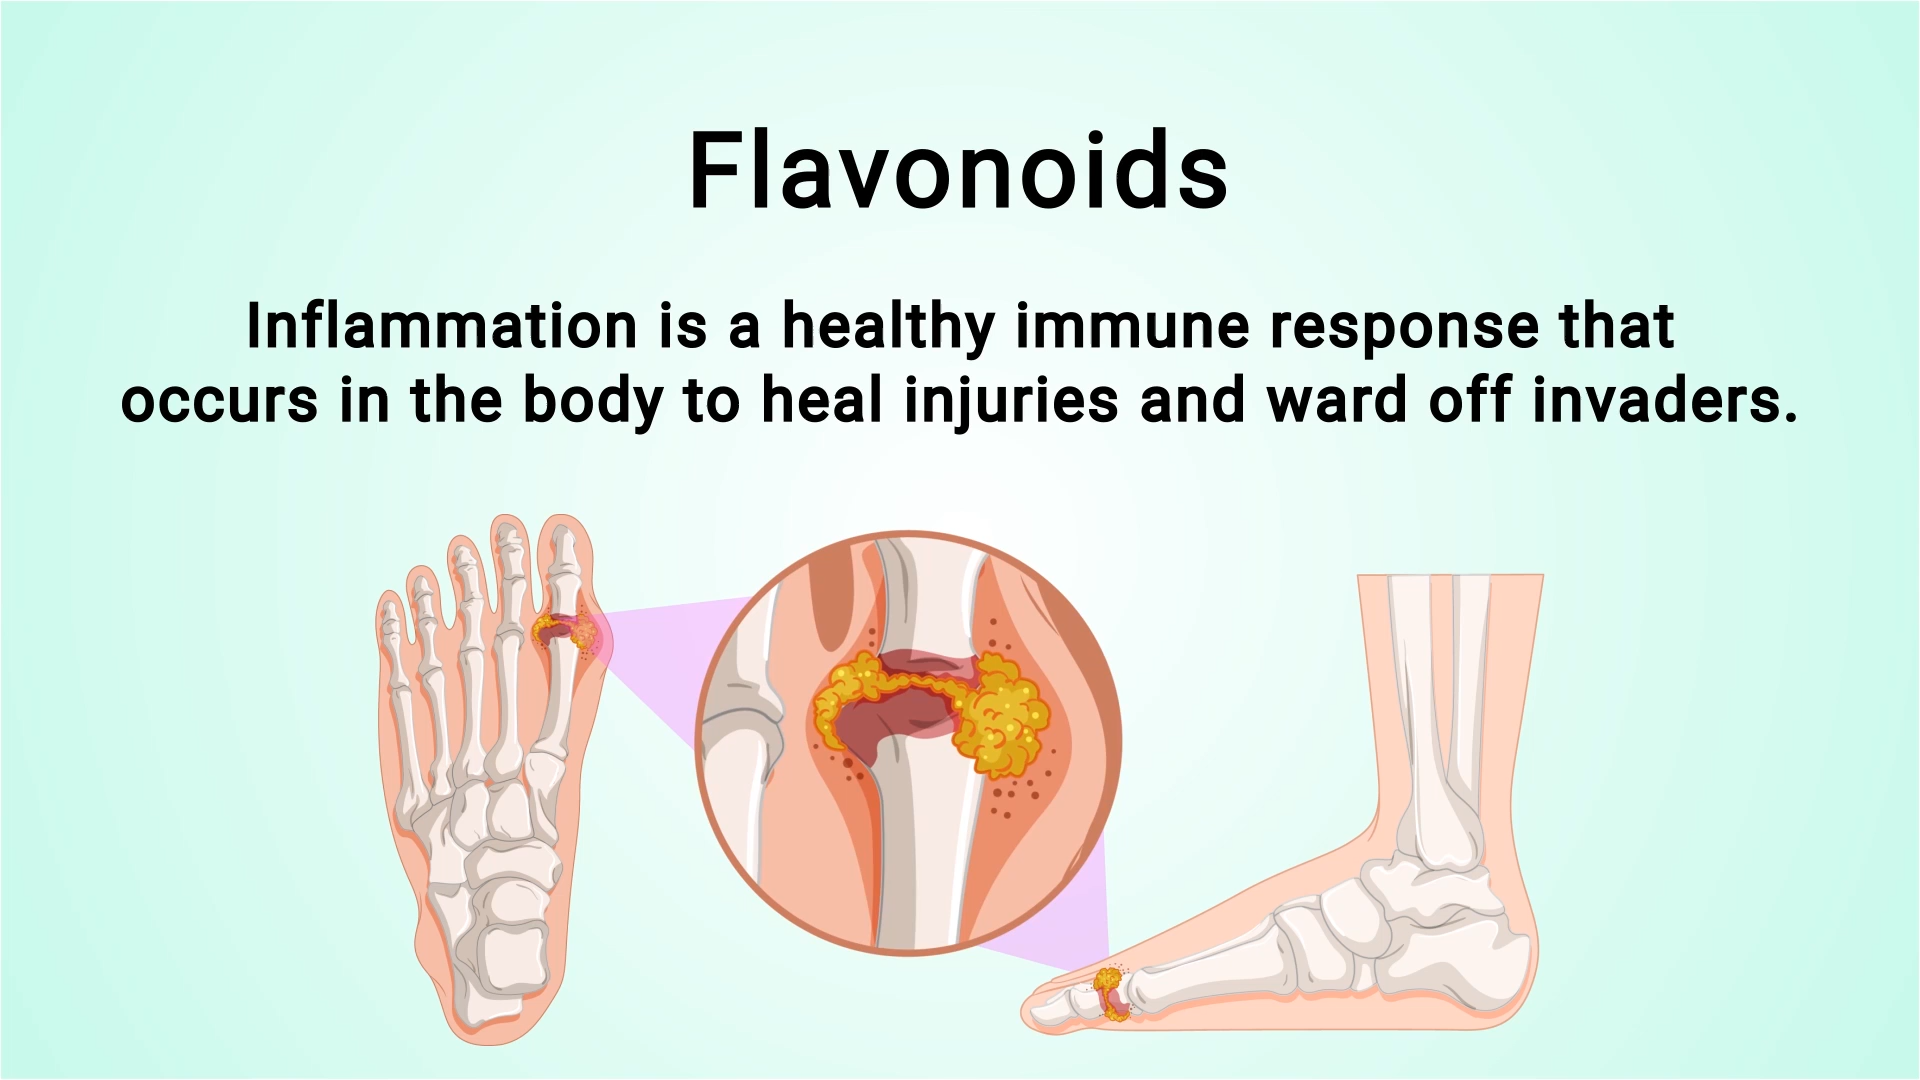 Flavonoids
Inflammation is a healthy immune response that
occurs in the body to heal injuries and ward off invaders.